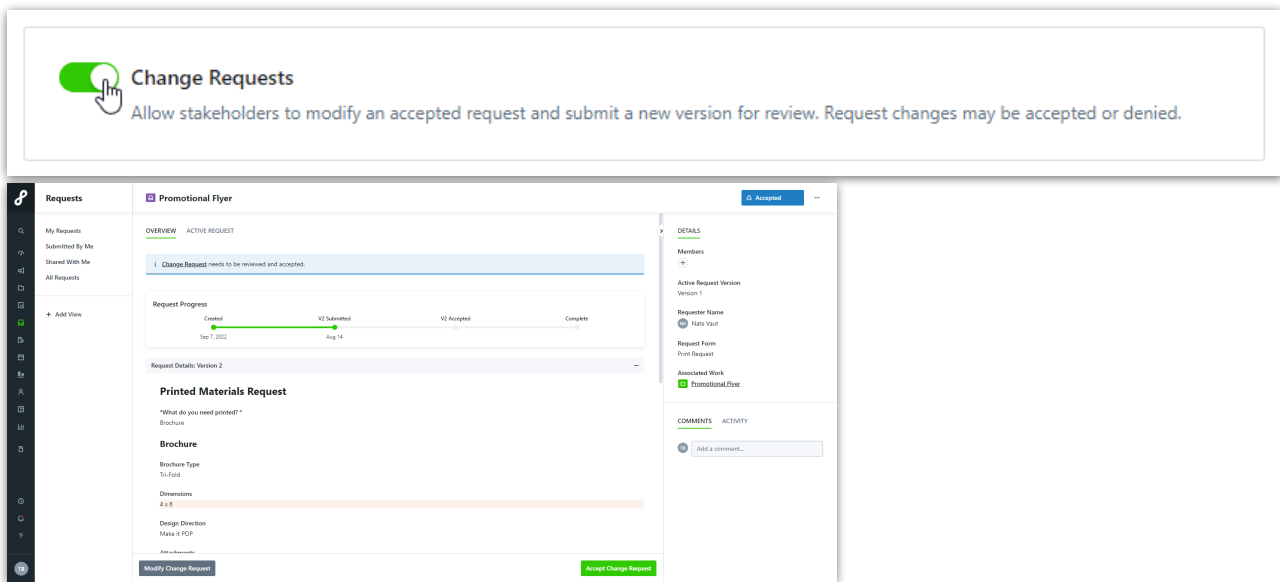 Change Requests
Allow stakeholders to modify an accepted request and submit a new version for review. Request changes may be accepted or denied.
Requests
Promotional Flyer
Accepted
My Requests
Submitted By Me
Shared With Me
All Requests
+ Add View
OVERVIEW ACTIVE REQUEST
Change Request needs to be reviewed and accepted.
Request Progress
Created V2 Submitted V2 Accepted Complete
Sep 7, 2022 Aug 14
Request Details: Version 2
Printed Materials Request
*What do you need printed? *
Brochure
Brochure
Brochure Type
Tri-Fold
Dimensions
4 x 8
Design Direction
Make it POP
Attachments
Modify Change Request Accept Change Request
DETAILS
Members
Active Request Version
Version 1
Requester Name
NV Nate Vaut
Request Form
Print Request
Associated Work
Promotional Flyer
COMMENTS ACTIVITY
TB Add a comment...
TB